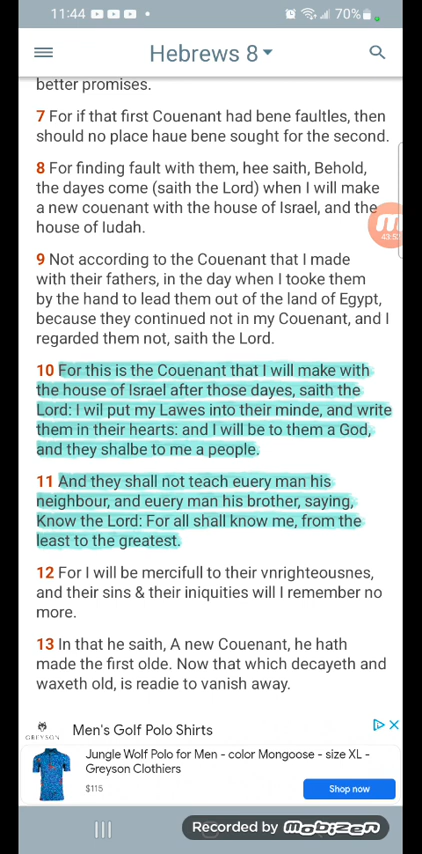 11:44
70%
Hebrews 8
better promises.
7 For if that first Couenant had bene faultles, then
should no place haue bene sought for the second.
8 For finding fault with them, hee saith, Behold,
the dayes come (saith the Lord) when I will make
a new couenant with the house of Israel, and the
house of Iudah.
9 Not according to the Couenant that I made
with their fathers, in the day when I tooke them
by the hand to lead them out of the land of Egypt,
because they continued not in my Couenant, and I
regarded them not, saith the Lord.
10 For this is the Couenant that I will make with
the house of Israel after those dayes, saith the
Lord: I wil put my Lawes into their minde, and write
them in their hearts: and I will be to them a God,
and they shalbe to me a people.
11 And they shall not teach euery man his
neighbour, and euery man his brother, saying,
Know the Lord: For all shall know me, from the
least to the greatest.
12 For I will be mercifull to their vnrighteousnes,
and their sins & their iniquities will I remember no
more.
13 In that he saith, A new Couenant, he hath
made the first olde. Now that which decayeth and
waxeth old, is readie to vanish away.
GREYSON
Men's Golf Polo Shirts
Jungle Wolf Polo for Men - color Mongoose - size XL -
Greyson Clothiers
$115
Shop now
Recorded by mobizen